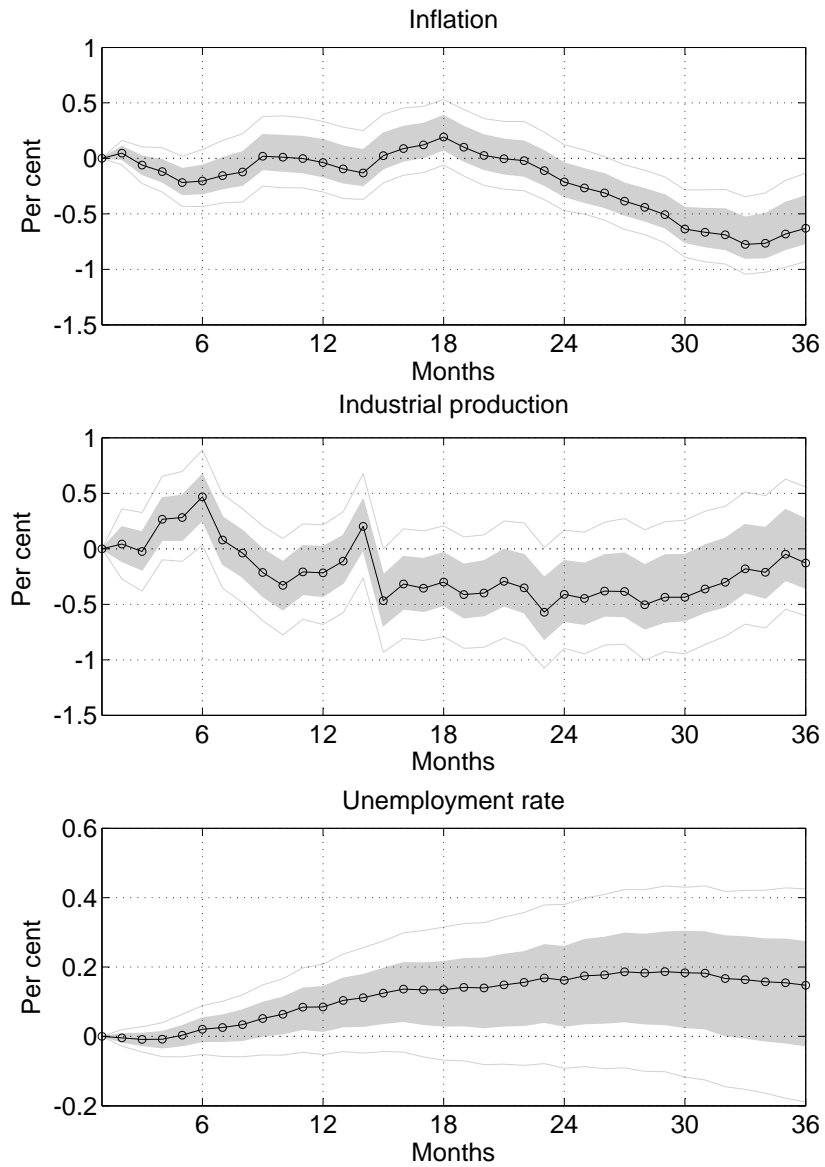 Inflation
1
0.5
0
-0.5
-1
-1.5
Per cent
6 12 18 24 30 36
Months
Industrial production
1
0.5
0
-0.5
-1
-1.5
Per cent
6 12 18 24 30 36
Months
Unemployment rate
0.6
0.4
0.2
0
-0.2
Per cent
6 12 18 24 30 36
Months